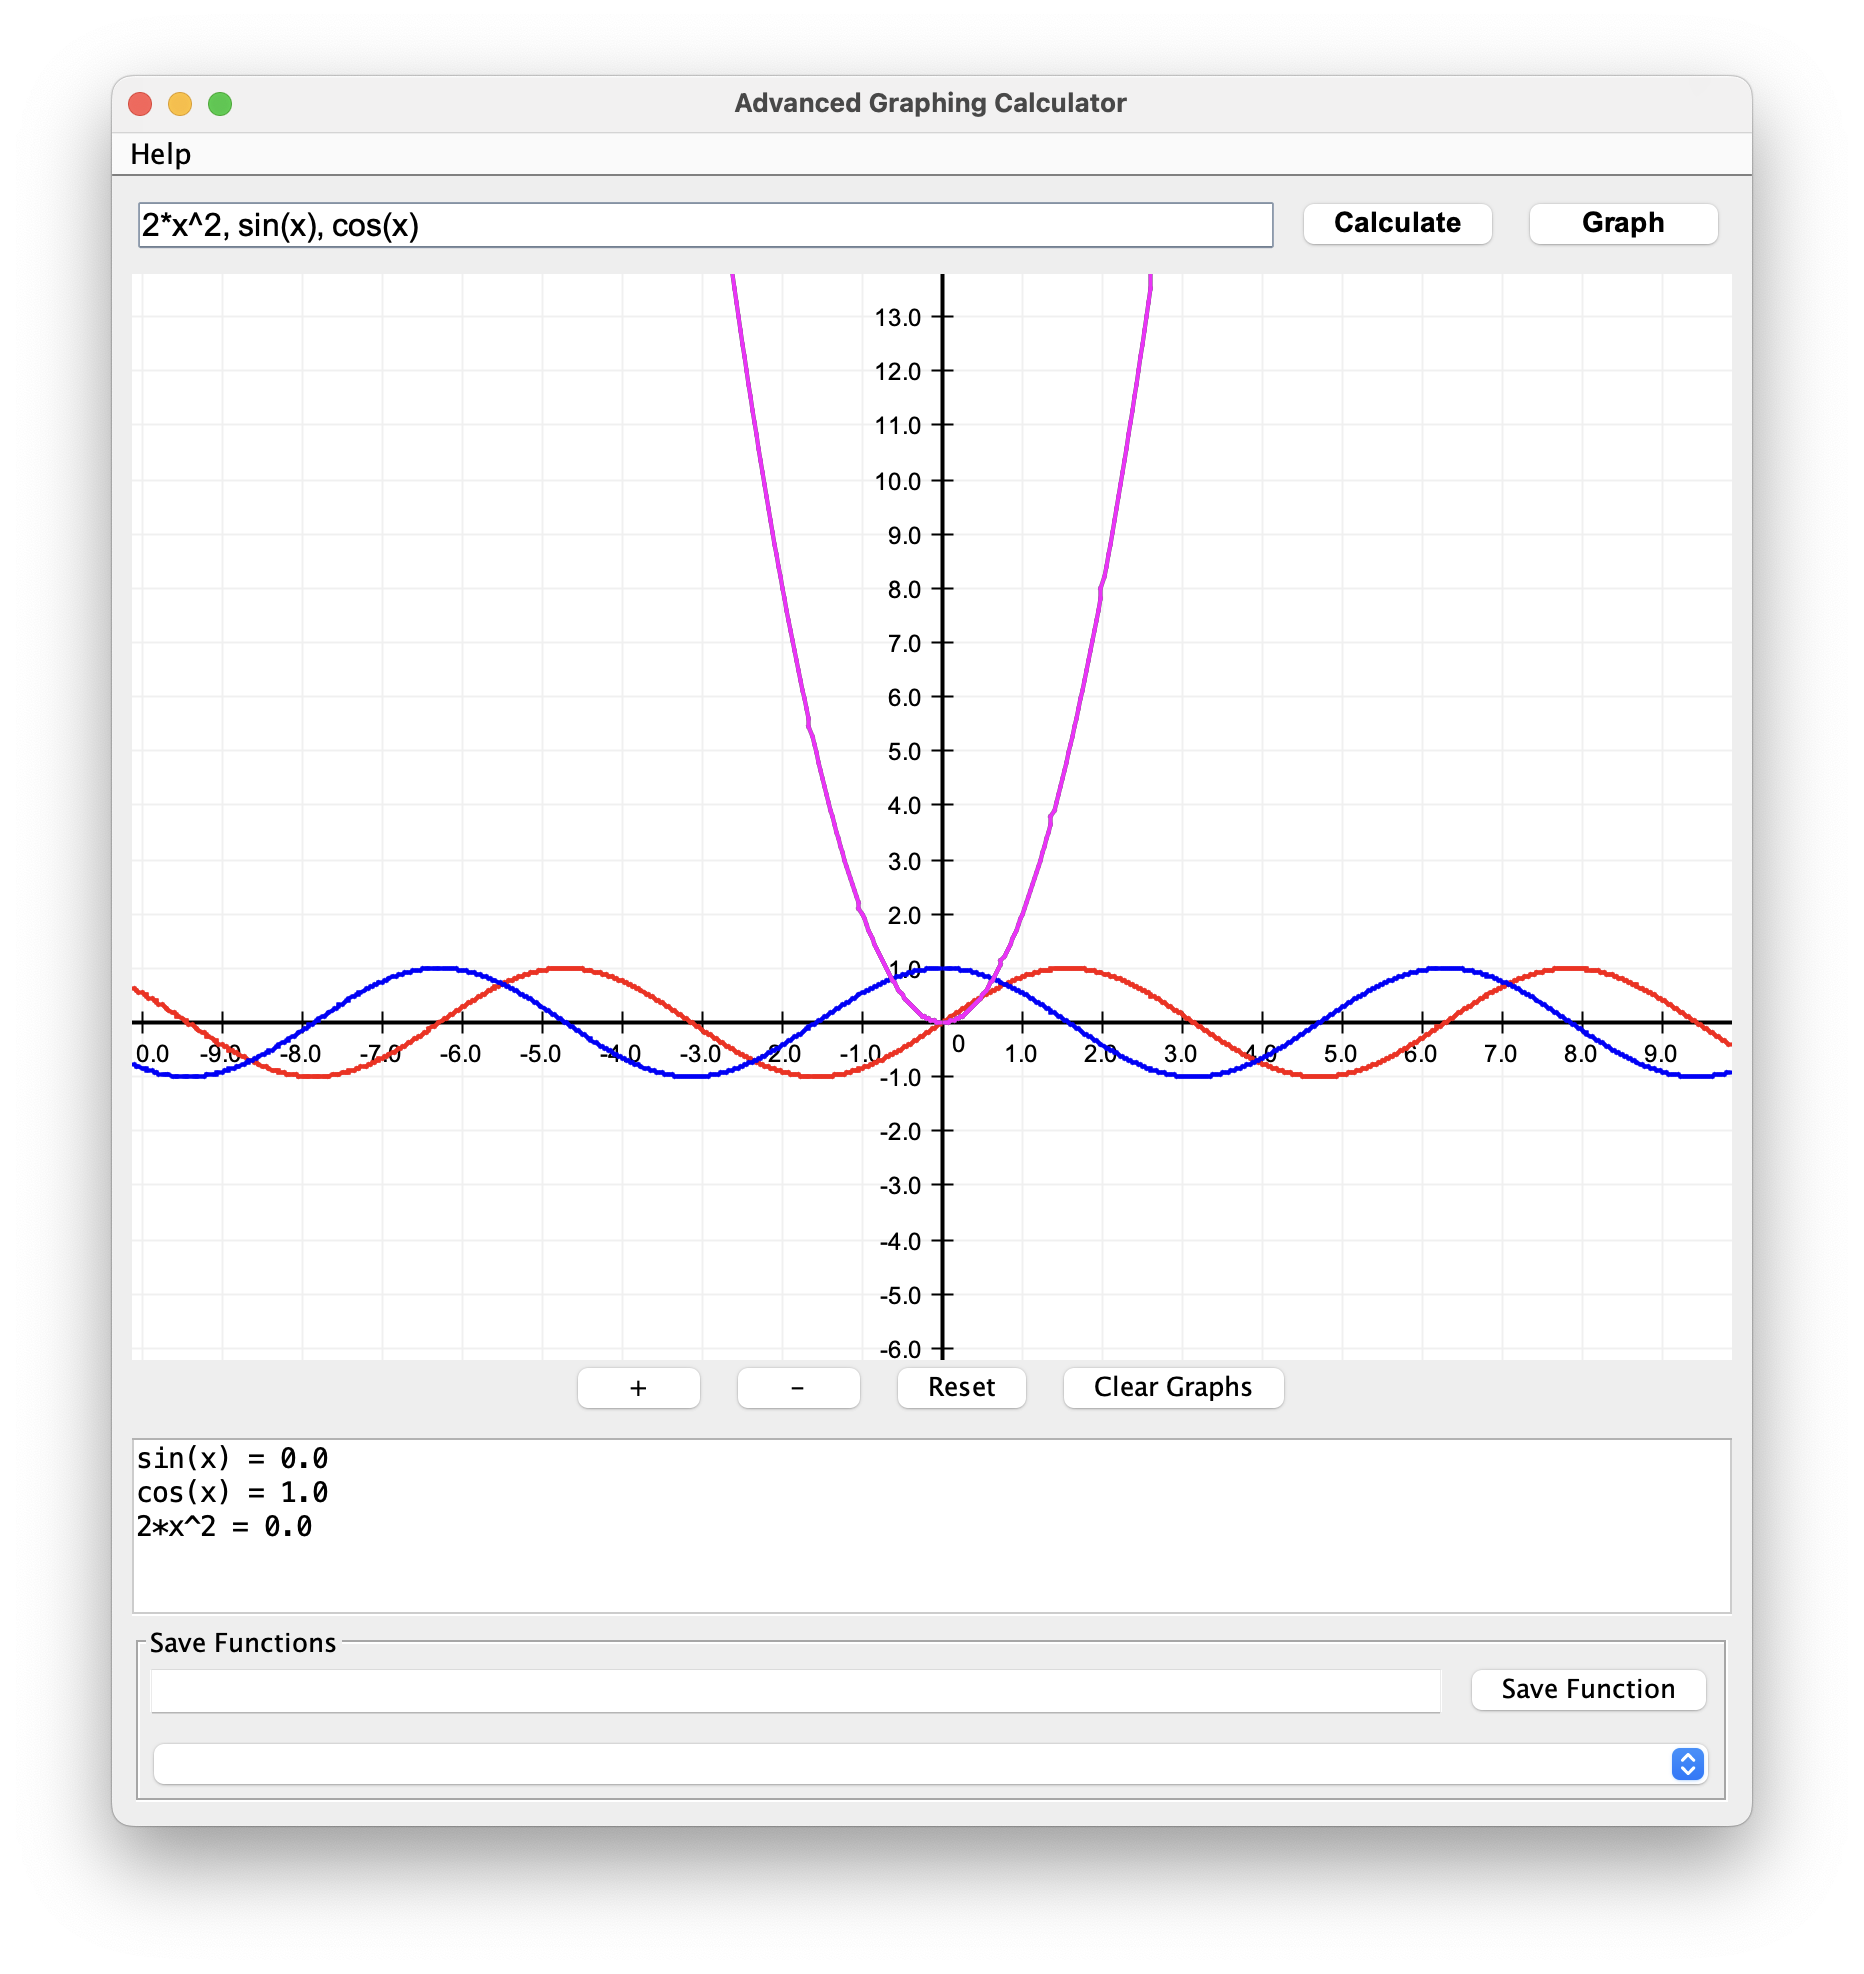 Advanced Graphing Calculator
Help
2*x^2, sin(x), cos(x)
Calculate
Graph
13.0
12.0
11.0
10.0
9.0
8.0
7.0
6.0
5.0
4.0
3.0
2.0
1.0
0.0 -9.0 -8.0 -7.0 -6.0 -5.0 -4.0 -3.0 -2.0 -1.0 0 1.0 2.0 3.0 4.0 5.0 6.0 7.0 8.0 9.0
-1.0
-2.0
-3.0
-4.0
-5.0
-6.0
+ - Reset Clear Graphs
sin(x) = 0.0
cos(x) = 1.0
2*x^2 = 0.0
Save Functions
Save Function